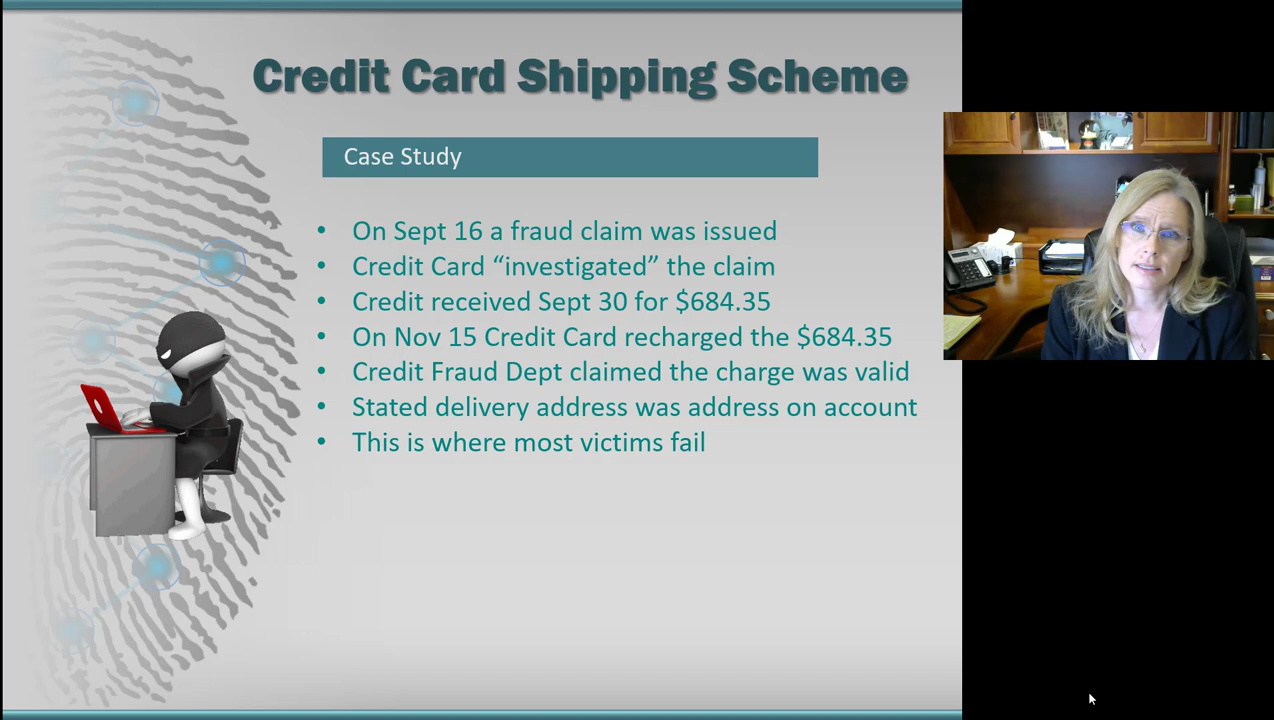 Credit Card Shipping Scheme
Case Study
• On Sept 16 a fraud claim was issued
• Credit Card “investigated” the claim
• Credit received Sept 30 for $684.35
• On Nov 15 Credit Card recharged the $684.35
• Credit Fraud Dept claimed the charge was valid
• Stated delivery address was address on account
• This is where most victims fail